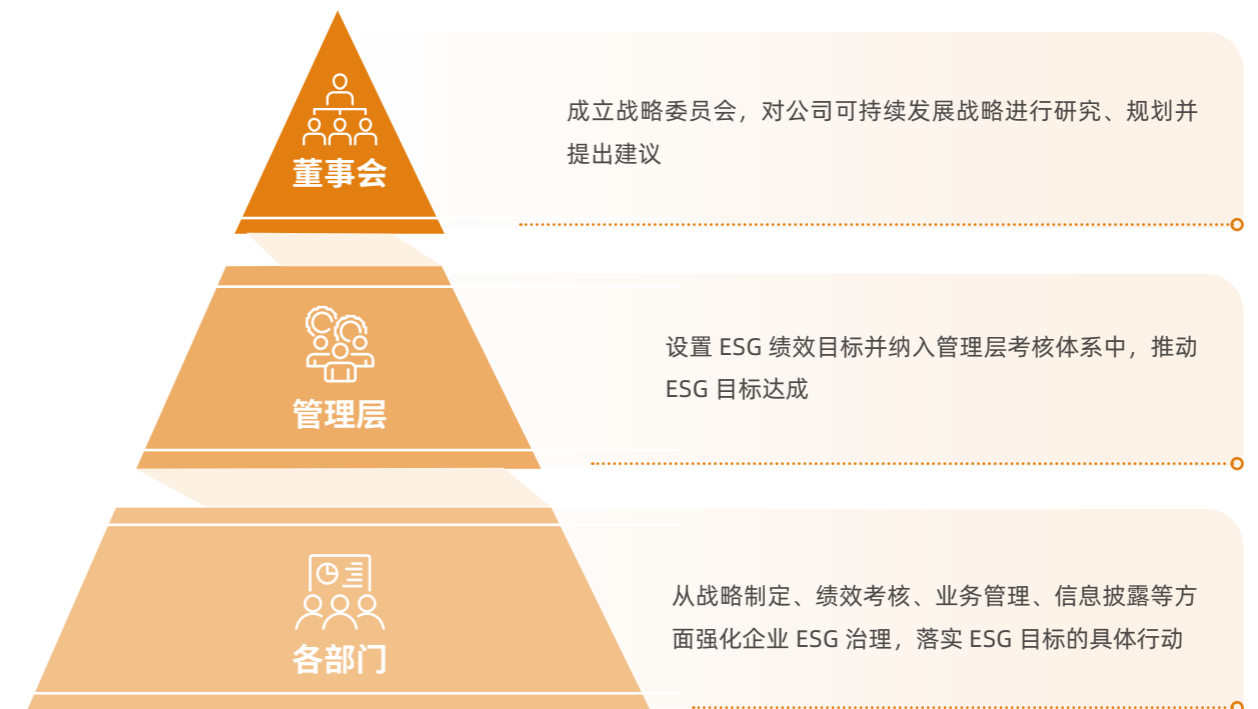 董事会
成立战略委员会，对公司可持续发展战略进行研究、规划并
提出建议
管理层
设置 ESG 绩效目标并纳入管理层考核体系中，推动
ESG 目标达成
各部门
从战略制定、绩效考核、业务管理、信息披露等方
面强化企业 ESG 治理，落实 ESG 目标的具体行动